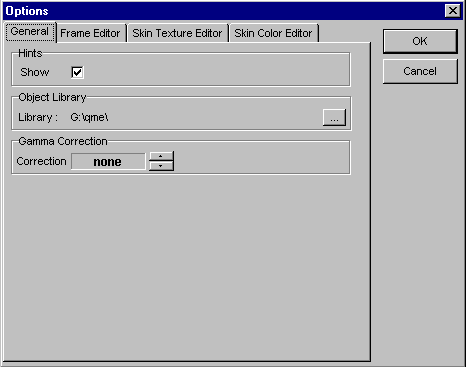 Options
General Frame Editor Skin Texture Editor Skin Color Editor
OK
Cancel
Hints
Show
Object Library
Library : G:\qme\ ...
Gamma Correction
Correction none